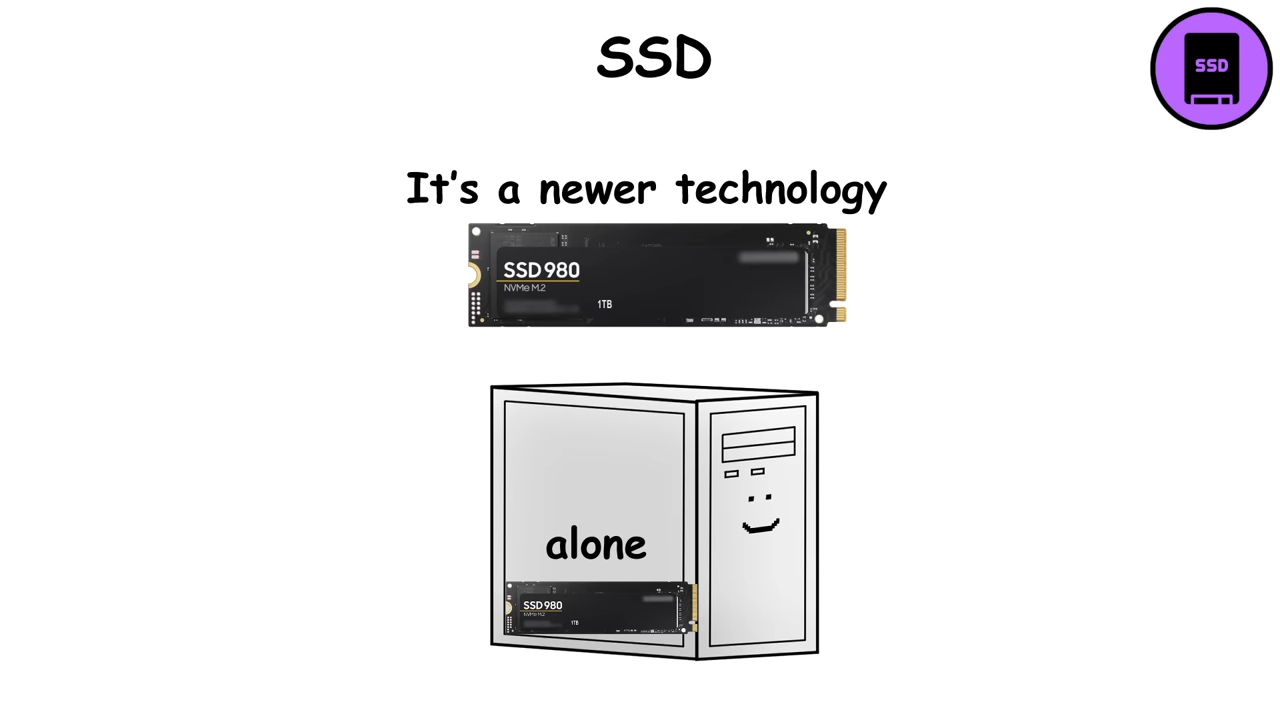 SSD
SSD
It's a newer technology
SSD 980
NVMe M.2
1TB
alone
SSD 980
NVMe M.2
1TB